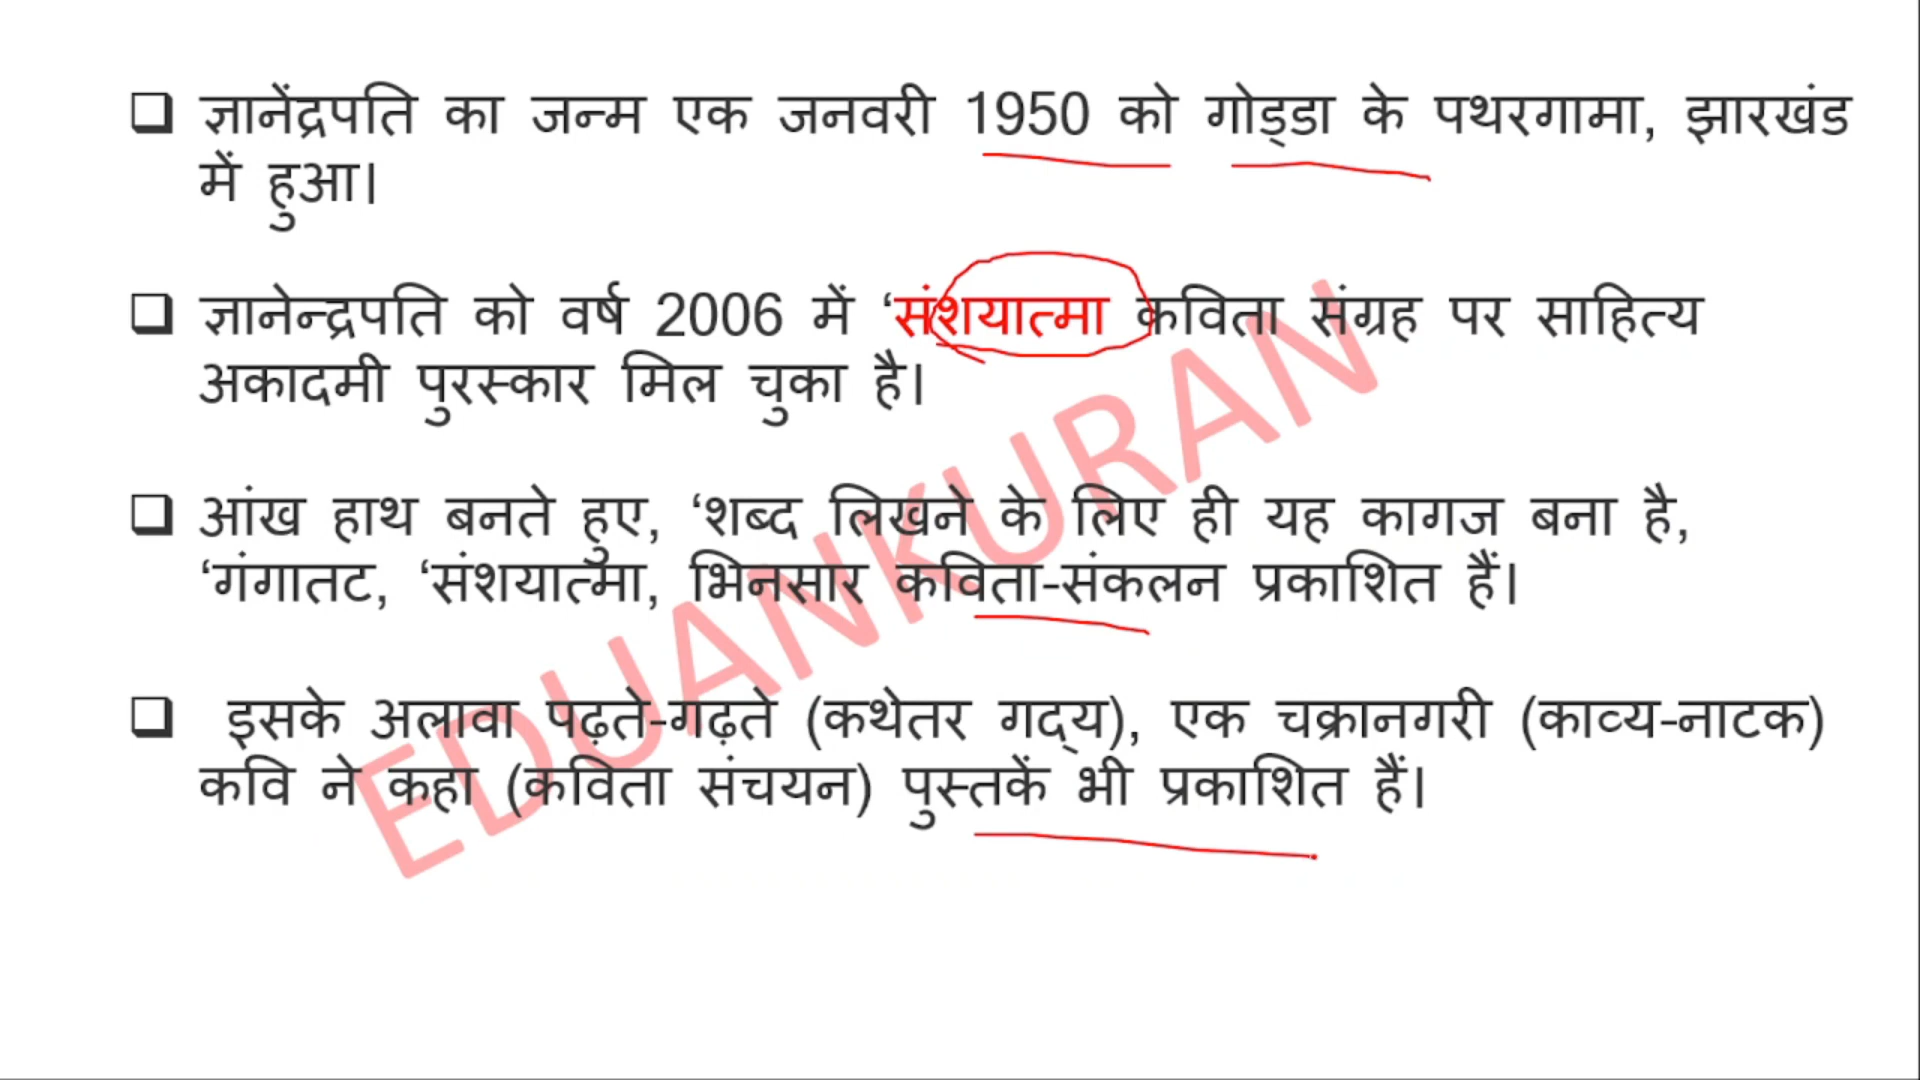 ज्ञानेंद्रपति का जन्म एक जनवरी 1950 को गोड्डा के पथरगामा, झारखंड
में हुआ।
ज्ञानेन्द्रपति को वर्ष 2006 में ‘संशयात्मा कविता संग्रह पर साहित्य
अकादमी पुरस्कार मिल चुका है।
आंख हाथ बनते हुए, ‘शब्द लिखने के लिए ही यह कागज बना है,
‘गंगातट, ‘संशयात्मा, भिनसार कविता-संकलन प्रकाशित हैं।
इसके अलावा पढ़ते-गढ़ते (कथेतर गद्य), एक चक्रानगरी (काव्य-नाटक)
कवि ने कहा (कविता संचयन) पुस्तकें भी प्रकाशित हैं।
EDUANKURAN